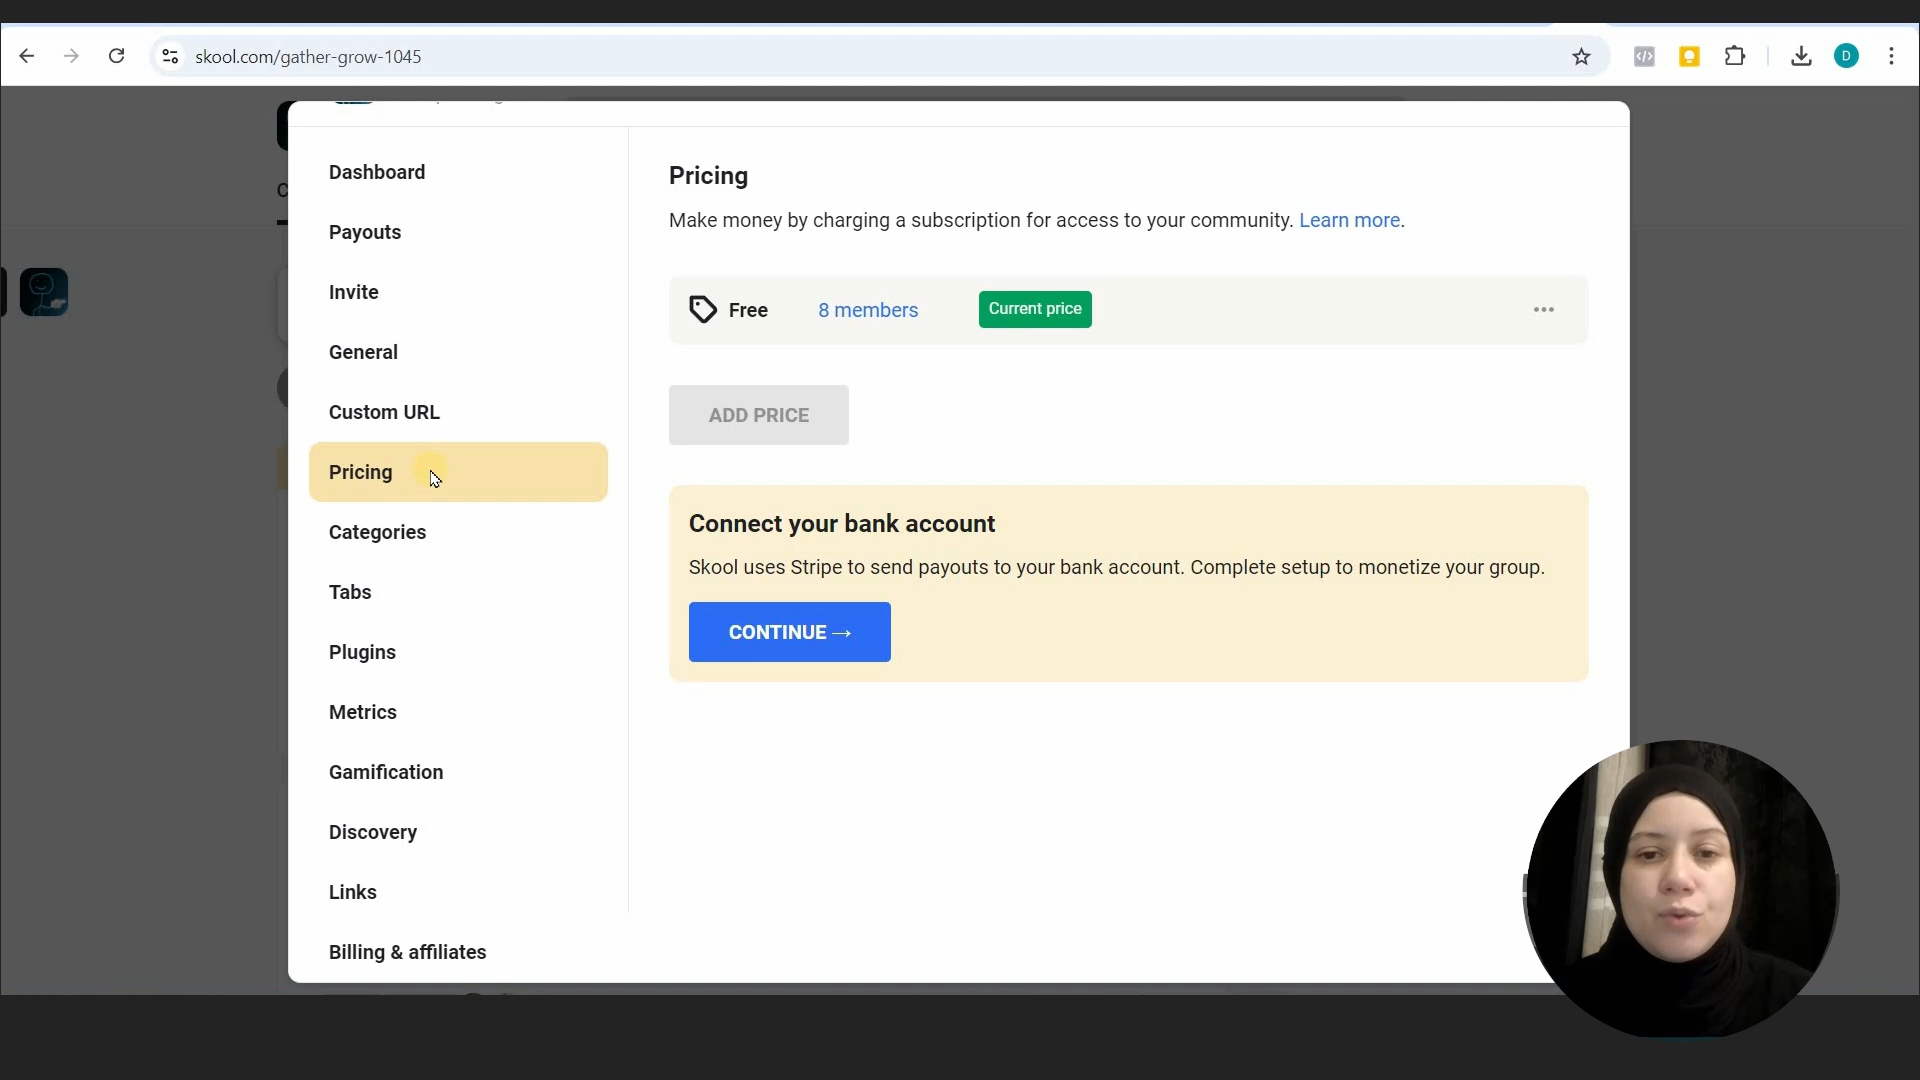 skool.com/gather-grow-1045
D
Dashboard
Payouts
Invite
General
Custom URL
Pricing
Categories
Tabs
Plugins
Metrics
Gamification
Discovery
Links
Billing & affiliates
Pricing
Make money by charging a subscription for access to your community. Learn more.
Free 8 members Current price
ADD PRICE
Connect your bank account
Skool uses Stripe to send payouts to your bank account. Complete setup to monetize your group.
CONTINUE →